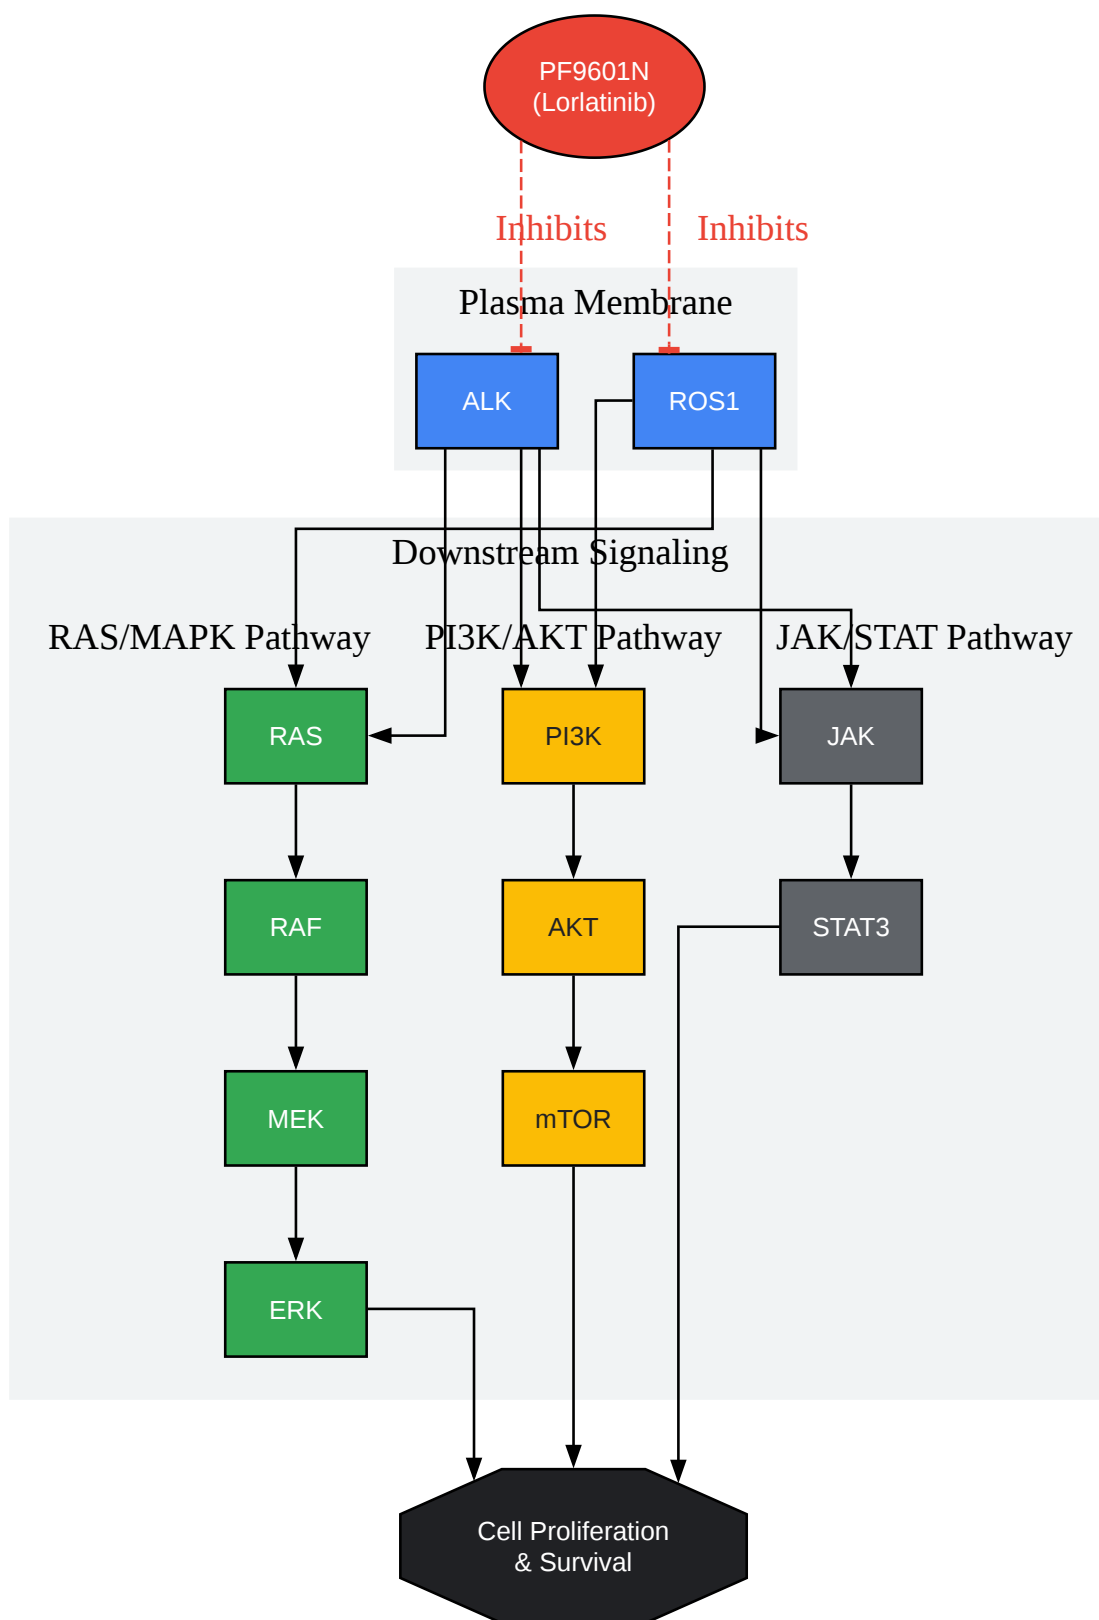 PF9601N
(Lorlatinib)
Inhibits
Inhibits
Plasma Membrane
ALK
ROS1
Downstream Signaling
RAS/MAPK Pathway
PI3K/AKT Pathway
JAK/STAT Pathway
RAS
PI3K
JAK
RAF
AKT
STAT3
MEK
mTOR
ERK
Cell Proliferation
& Survival